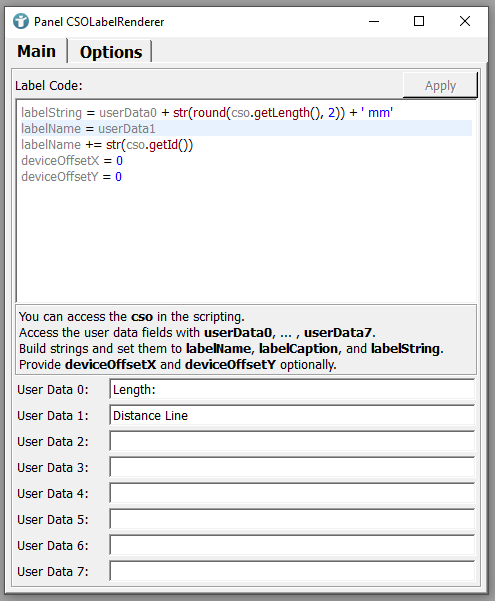 Panel CSOLabelRenderer
Main Options
Label Code: Apply
labelString = userData0 + str(round(cso.getLength(), 2)) + ' mm'
labelName = userData1
labelName += str(cso.getId())
deviceOffsetX = 0
deviceOffsetY = 0
You can access the cso in the scripting.
Access the user data fields with userData0, ... , userData7.
Build strings and set them to labelName, labelCaption, and labelString.
Provide deviceOffsetX and deviceOffsetY optionally.
User Data 0: Length:
User Data 1: Distance Line
User Data 2:
User Data 3:
User Data 4:
User Data 5:
User Data 6:
User Data 7: